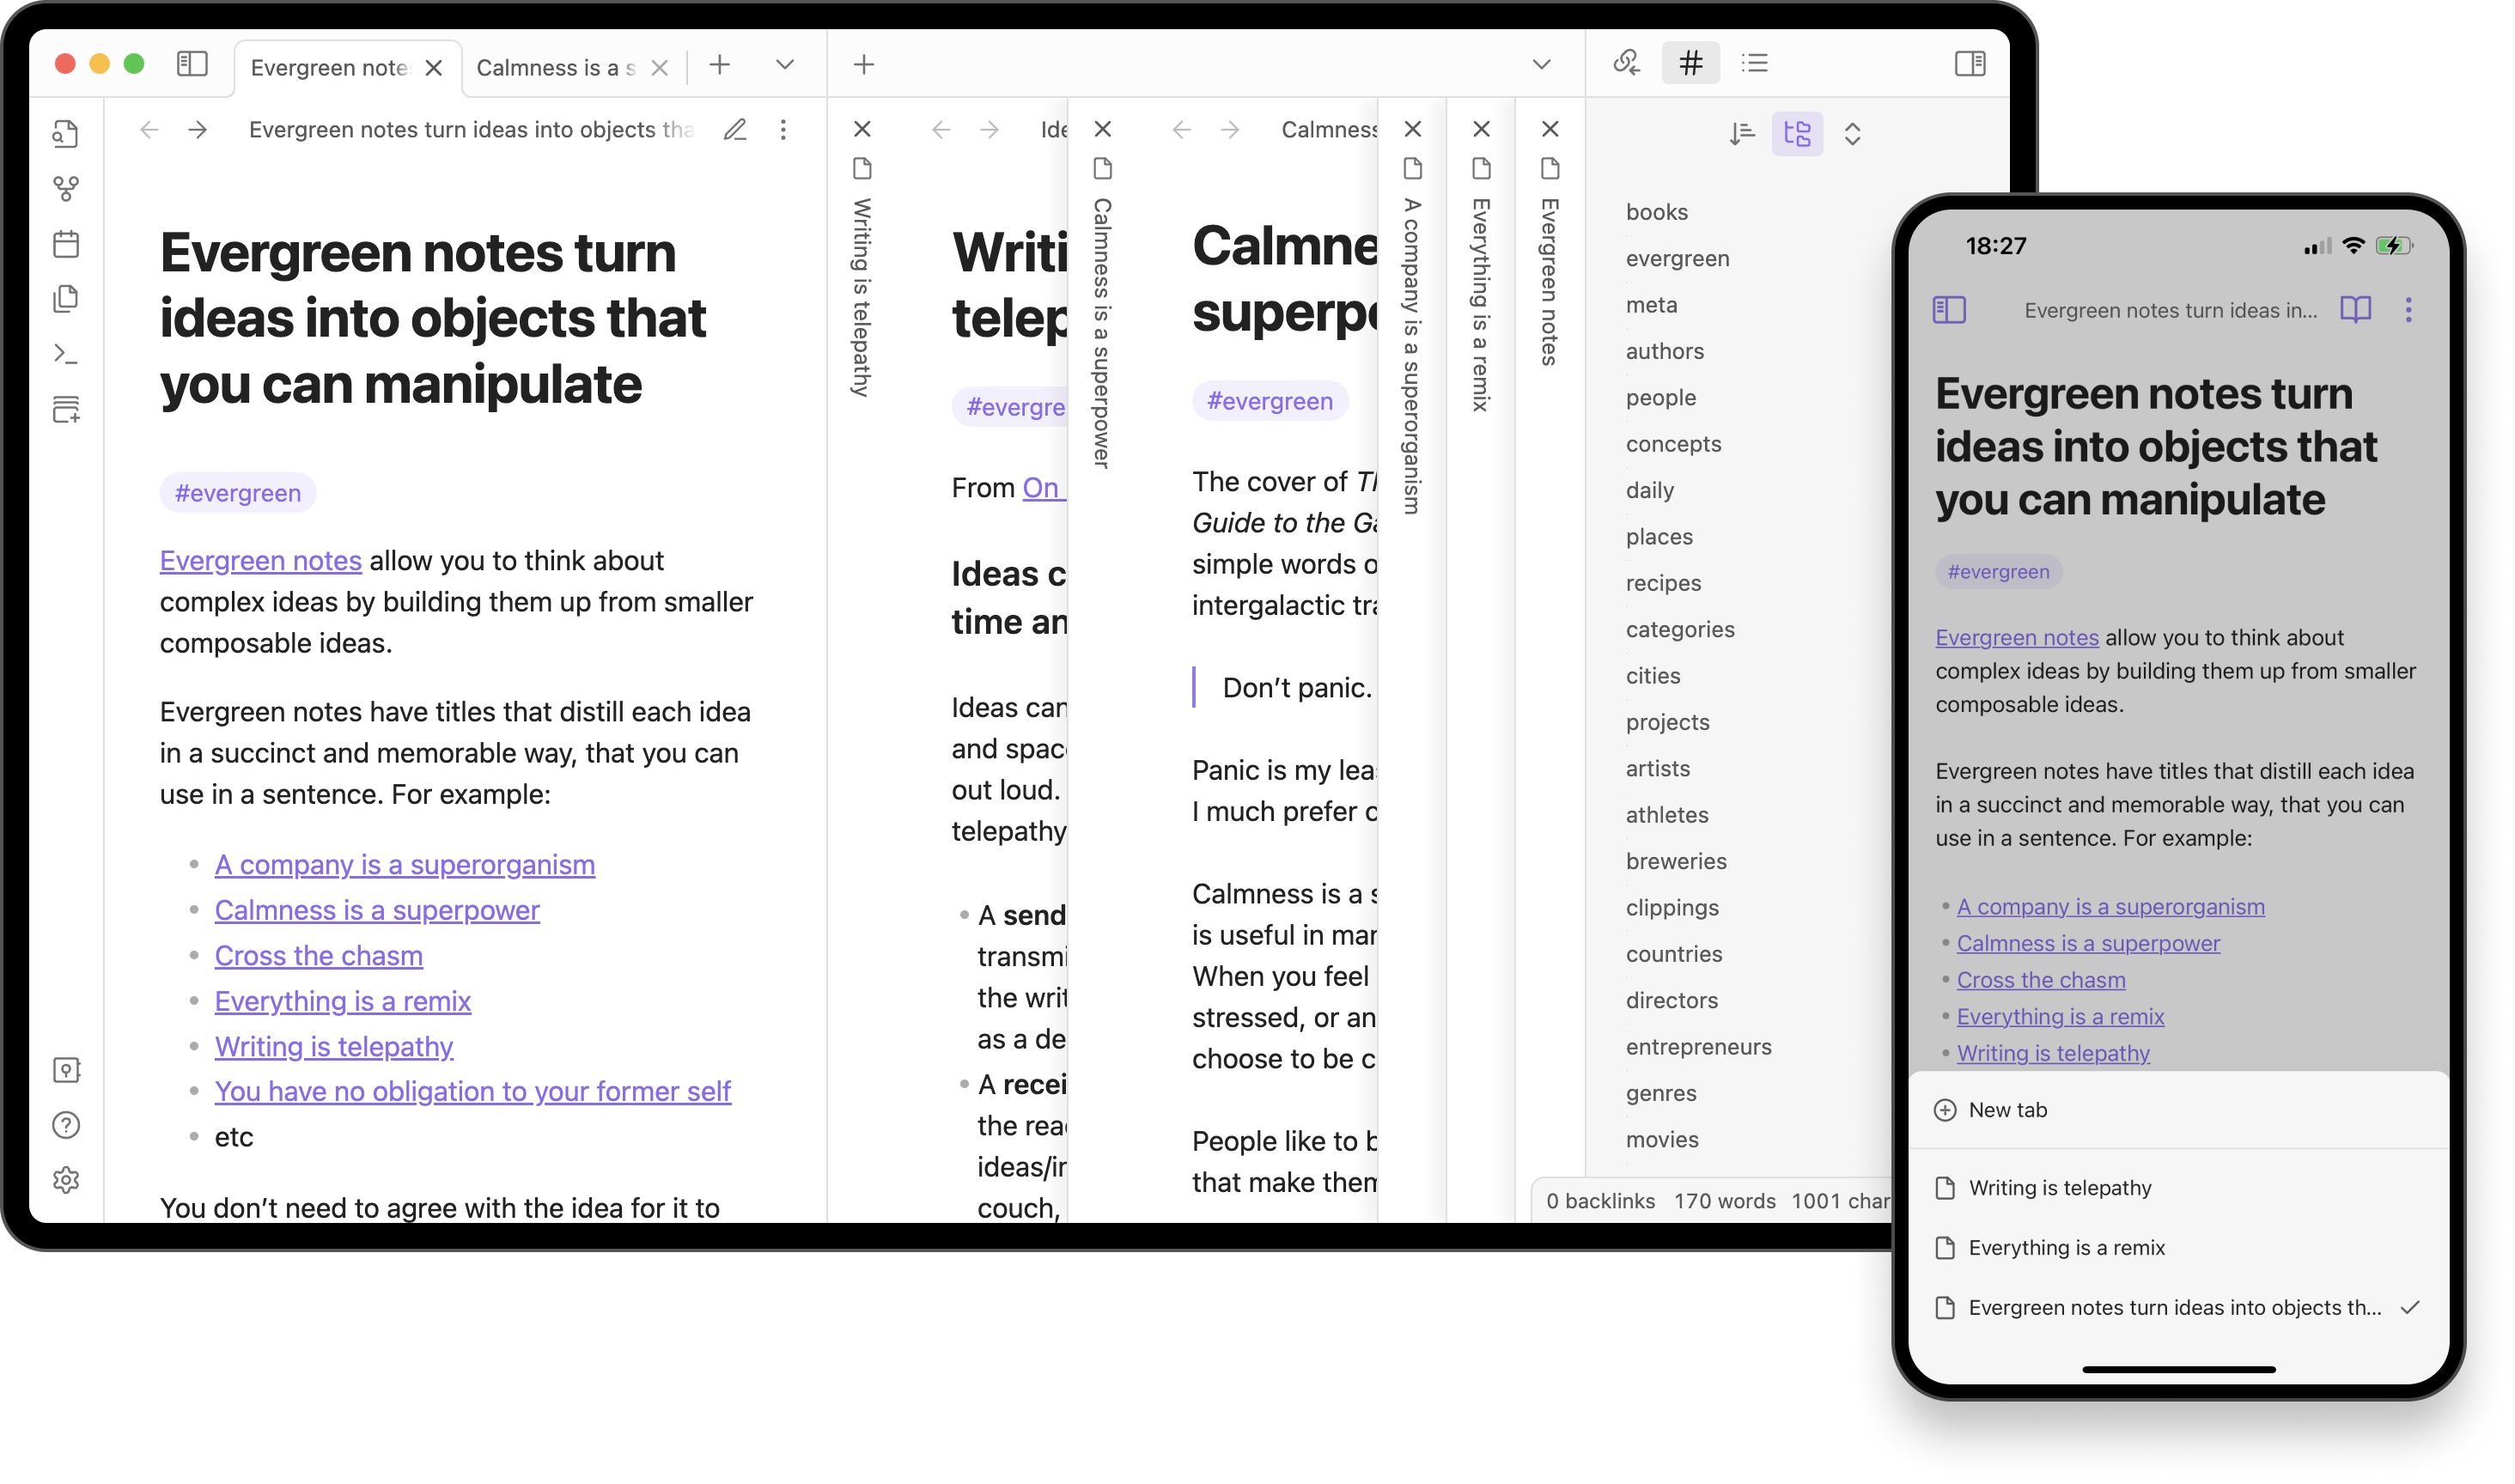 Evergreen note
Calmness is a s
Evergreen notes turn ideas into objects tha
Evergreen notes turn
ideas into objects that
you can manipulate
#evergreen
Evergreen notes allow you to think about
complex ideas by building them up from smaller
composable ideas.
Evergreen notes have titles that distill each idea
in a succinct and memorable way, that you can
use in a sentence. For example:
A company is a superorganism
Calmness is a superpower
Cross the chasm
Everything is a remix
Writing is telepathy
You have no obligation to your former self
etc
You don’t need to agree with the idea for it to
Writing is telepathy
Ide
Writi
telep
#evergre
From On
Ideas c
time an
Ideas can
and space
out loud.
telepathy
A send
transmi
the writ
as a de
A recei
the rea
ideas/in
couch,
Calmness is a superpower
Calmness
Calmne
superpo
#evergreen
The cover of Th
Guide to the Ga
simple words o
intergalactic tra
Don’t panic.
Panic is my leas
I much prefer c
Calmness is a s
is useful in mar
When you feel
stressed, or an
choose to be c
People like to b
that make them
A company is a superorganism
Everything is a remix
Evergreen notes
books
evergreen
meta
authors
people
concepts
daily
places
recipes
categories
cities
projects
artists
athletes
breweries
clippings
countries
directors
entrepreneurs
genres
movies
0 backlinks 170 words 1001 char
18:27
Evergreen notes turn ideas in...
Evergreen notes turn
ideas into objects that
you can manipulate
#evergreen
Evergreen notes allow you to think about
complex ideas by building them up from smaller
composable ideas.
Evergreen notes have titles that distill each idea
in a succinct and memorable way, that you can
use in a sentence. For example:
A company is a superorganism
Calmness is a superpower
Cross the chasm
Everything is a remix
Writing is telepathy
New tab
Writing is telepathy
Everything is a remix
Evergreen notes turn ideas into objects th...